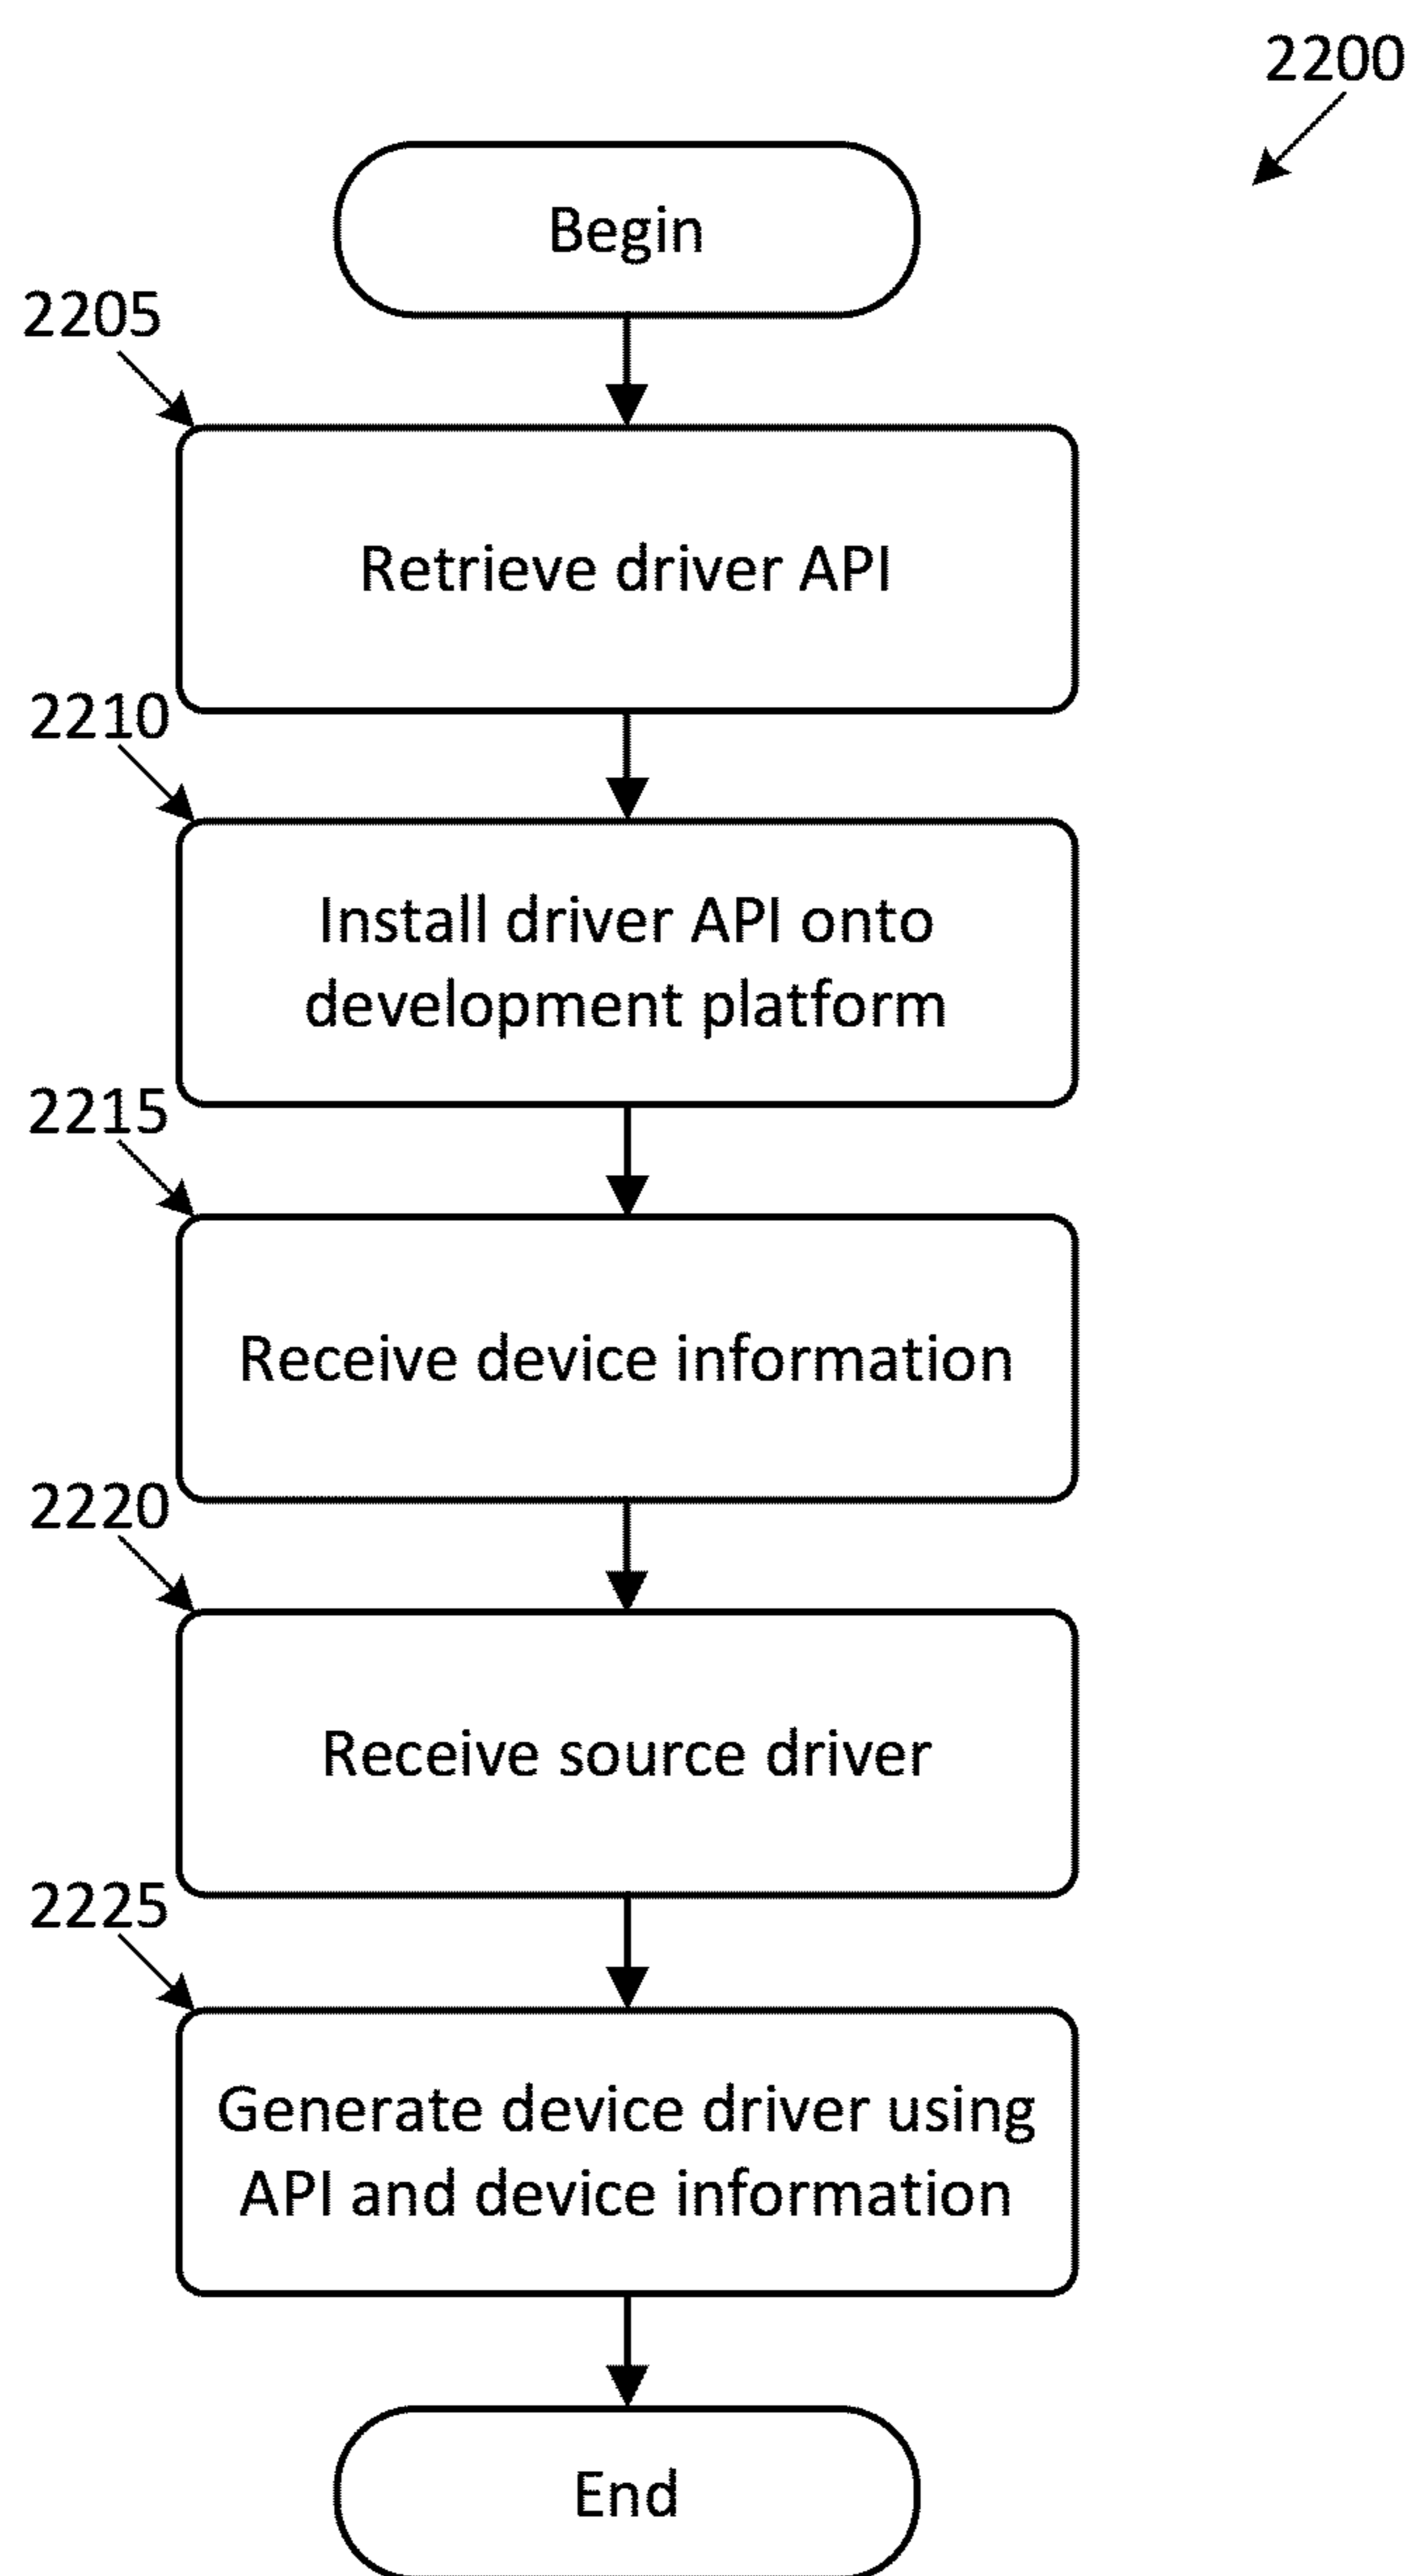 2200
Begin
2205
Retrieve driver API
2210
Install driver API onto
development platform
2215
Receive device information
2220
Receive source driver
2225
Generate device driver using
API and device information
End